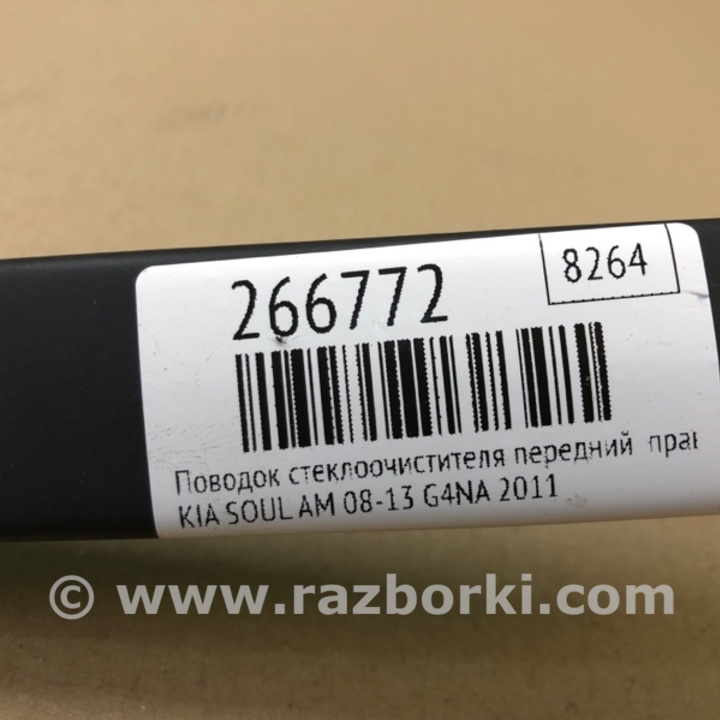 8264
266772
Поводок стеклоочистителя передний
KIA SOUL AM 08-13 G4NA 2011
© www.razborki.com